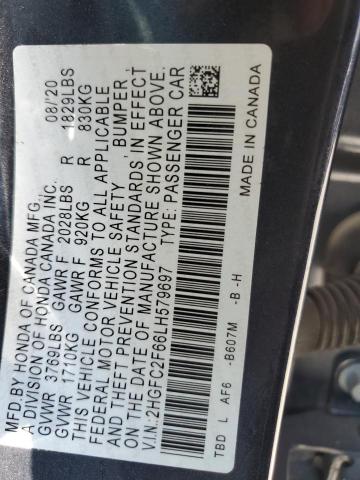 MFD. BY HONDA OF CANADA MFG. 08/20
A DIVISION OF HONDA CANADA INC.
GVWR 3769LBS GAWR F 2028LBS R 1829LBS
GVWR 1710KG GAWR F 920KG R 830KG
THIS VEHICLE CONFORMS TO ALL APPLICABLE
FEDERAL MOTOR VEHICLE SAFETY BUMPER,
AND THEFT PREVENTION STANDARDS IN EFFECT
ON THE DATE OF MANUFACTURE SHOWN ABOVE.
V.I.N.:2HGFC2F66LH579697 TYPE:PASSENGER CAR
TBD L AF6 -B607M -B -H
MADE IN CANADA